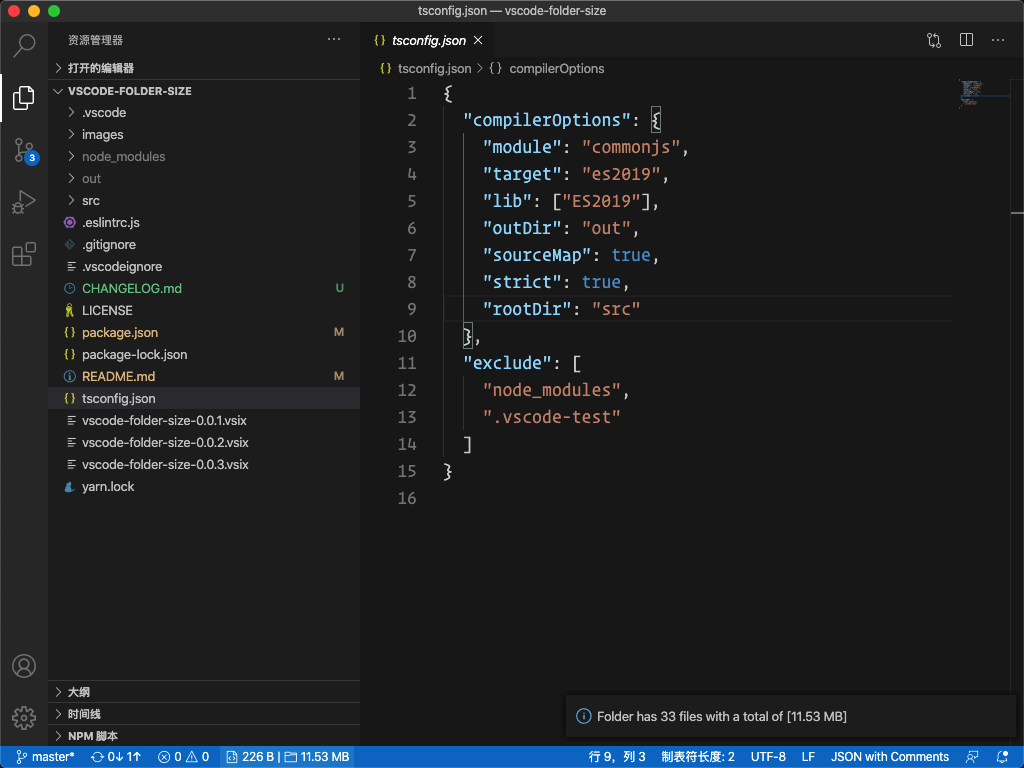 tsconfig.json — vscode-folder-size
资源管理器
打开的编辑器
VSCODE-FOLDER-SIZE
.vscode
images
node_modules
out
src
.eslintrc.js
.gitignore
.vscodeignore
CHANGELOG.md U
LICENSE
package.json M
package-lock.json
README.md M
tsconfig.json
vscode-folder-size-0.0.1.vsix
vscode-folder-size-0.0.2.vsix
vscode-folder-size-0.0.3.vsix
yarn.lock
大纲
时间线
NPM 脚本
3
{} tsconfig.json ×
{} tsconfig.json > {} compilerOptions
1 {
2 "compilerOptions": {
3 "module": "commonjs",
4 "target": "es2019",
5 "lib": ["ES2019"],
6 "outDir": "out",
7 "sourceMap": true,
8 "strict": true,
9 "rootDir": "src"
10 },
11 "exclude": [
12 "node_modules",
13 ".vscode-test"
14 ]
15 }
16
Folder has 33 files with a total of [11.53 MB]
master* 0↓ 1↑ 0 0 226 B | 11.53 MB 行 9，列 3 制表符长度: 2 UTF-8 LF JSON with Comments